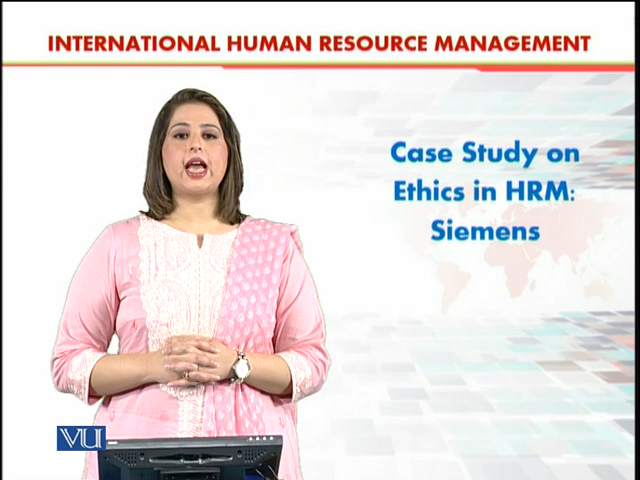 INTERNATIONAL HUMAN RESOURCE MANAGEMENT
Case Study on
Ethics in HRM:
Siemens
VU